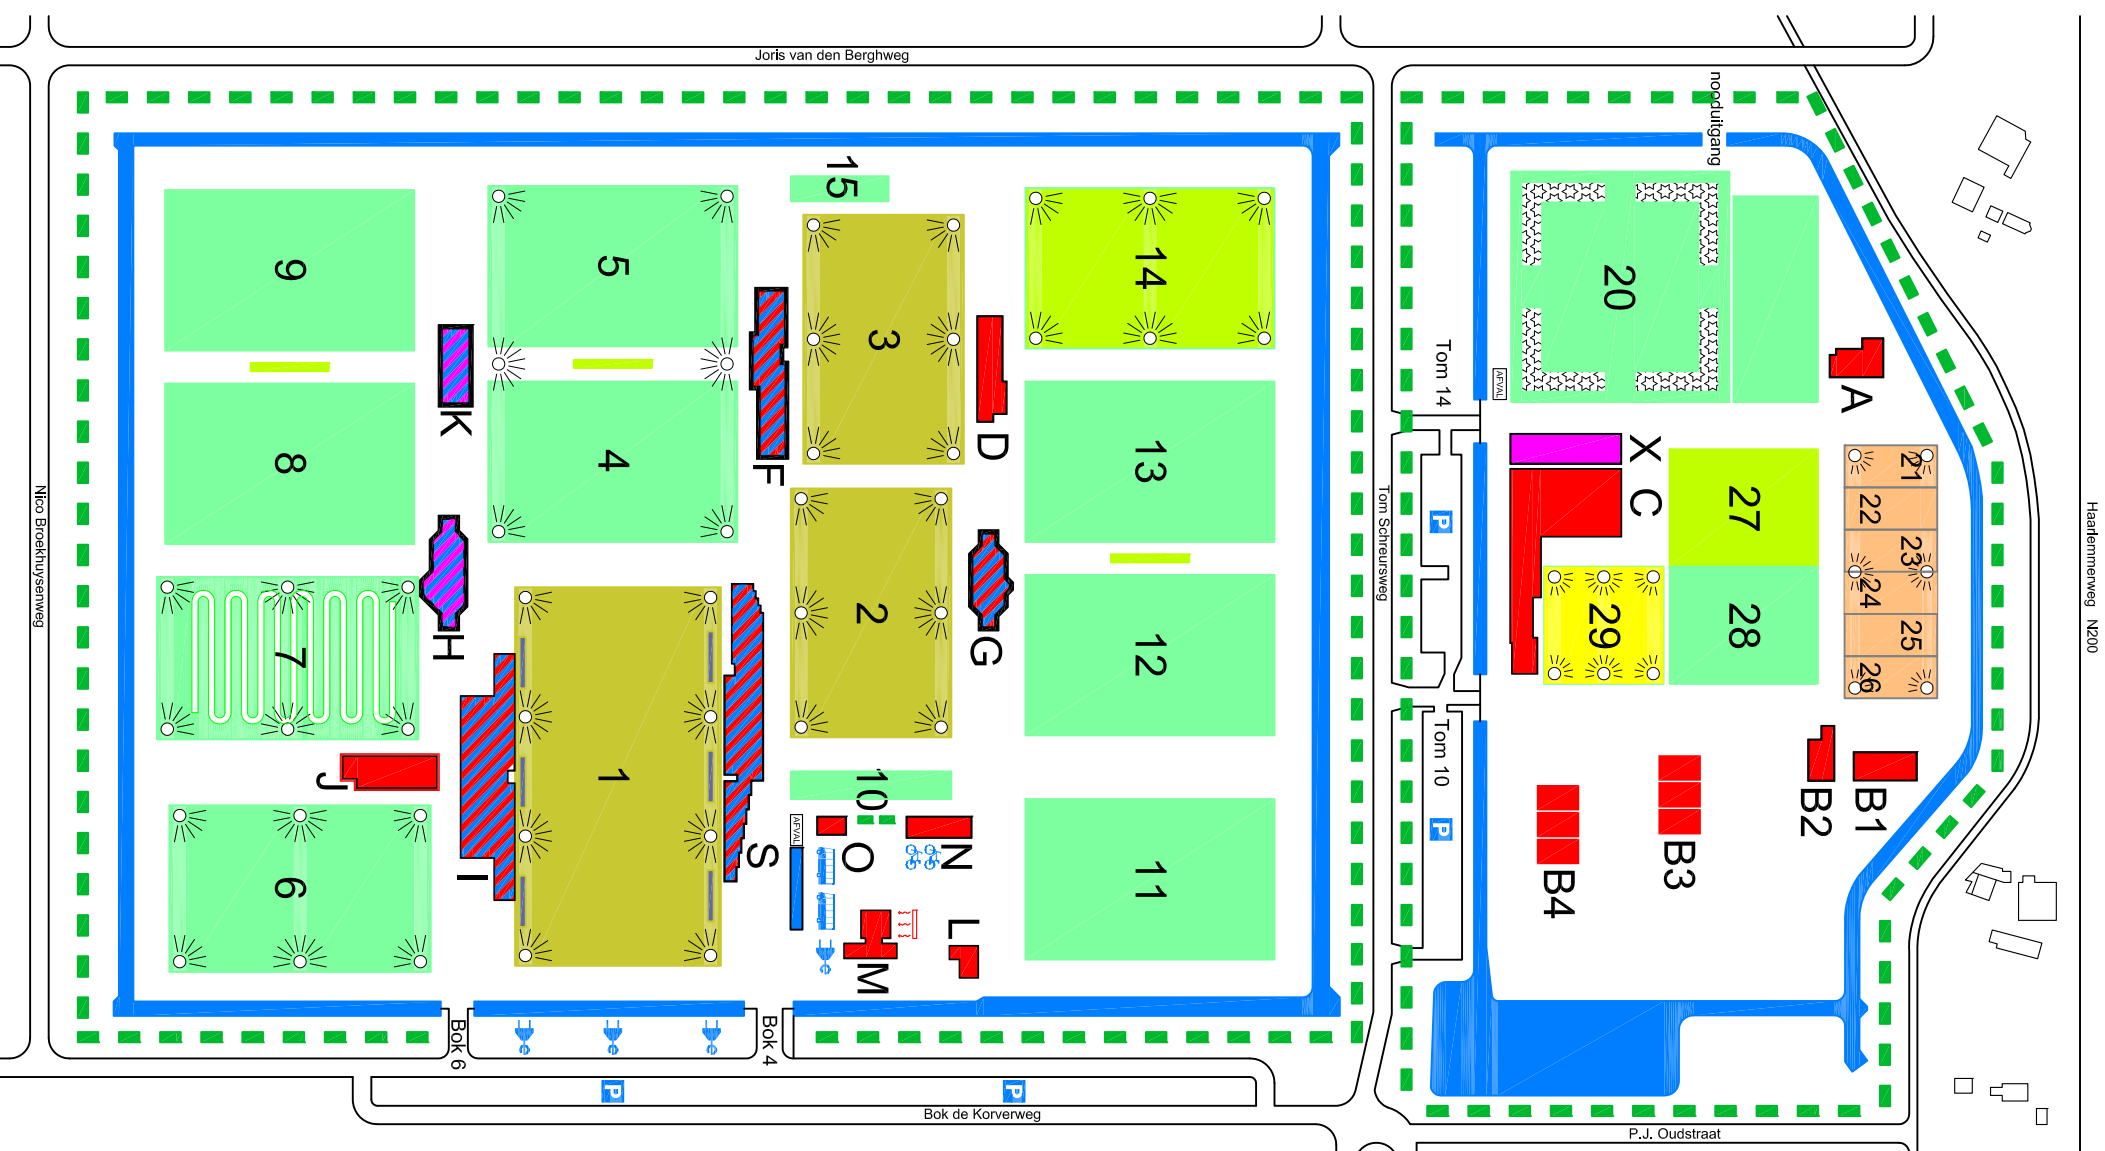 Joris van den Berghweg
nooduitgang
15
9
5
14
20
3
K
F
D
Tom 14
AFVAL
A
8
4
13
X
C
27
21
22
23
24
25
26
P
Nico Broekhuysenweg
Tom Schreursweg
Haarlemmerweg N200
7
H
2
G
12
29
28
J
I
1
S
10
AFVAL
O
N
Tom 10
P
B2
B1
B3
B4
6
11
L
M
e
Bok 6
e
e
e
Bok 4
P
P
Bok de Korverweg
P.J. Oudstraat